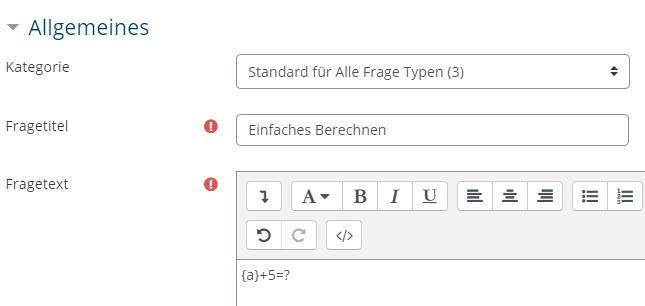 Allgemeines
Kategorie
Standard für Alle Frage Typen (3)
Fragetitel
Einfaches Berechnen
Fragetext
A B I U
</>
{a}+5=?